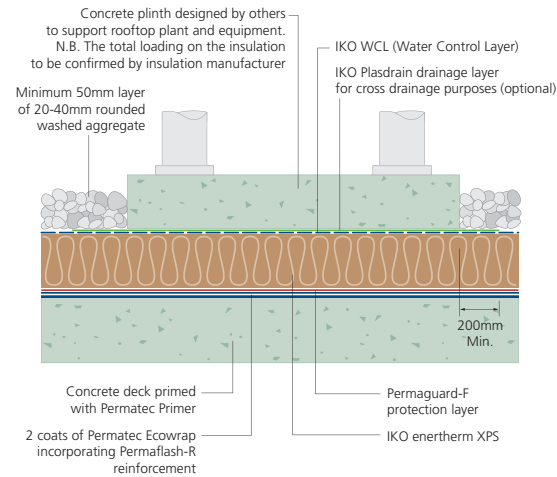 Concrete plinth designed by others
to support rooftop plant and equipment.
N.B. The total loading on the insulation
to be confirmed by insulation manufacturer
IKO WCL (Water Control Layer)
IKO Plasdrain drainage layer
for cross drainage purposes (optional)
Minimum 50mm layer
of 20-40mm rounded
washed aggregate
200mm
Min.
Concrete deck primed
with Permatec Primer
2 coats of Permatec Ecowrap
incorporating Permaflash-R
reinforcement
Permaguard-F
protection layer
IKO enertherm XPS